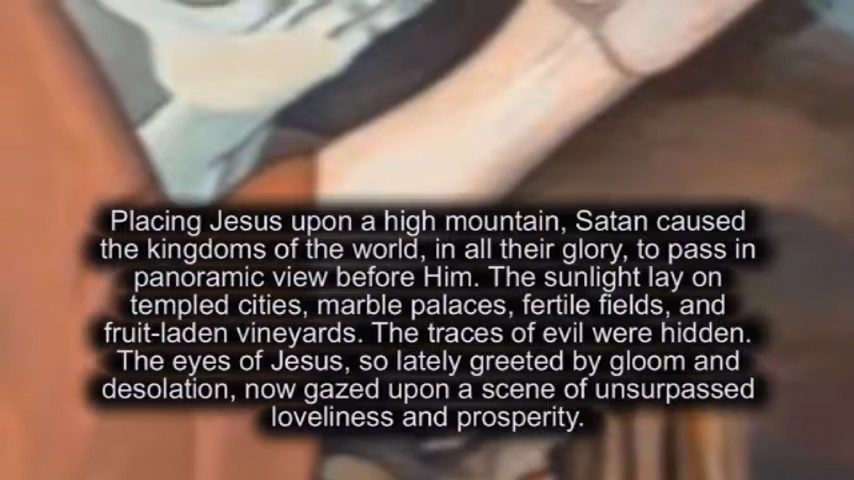 Placing Jesus upon a high mountain, Satan caused
the kingdoms of the world, in all their glory, to pass in
panoramic view before Him. The sunlight lay on
templed cities, marble palaces, fertile fields, and
fruit-laden vineyards. The traces of evil were hidden.
The eyes of Jesus, so lately greeted by gloom and
desolation, now gazed upon a scene of unsurpassed
loveliness and prosperity.